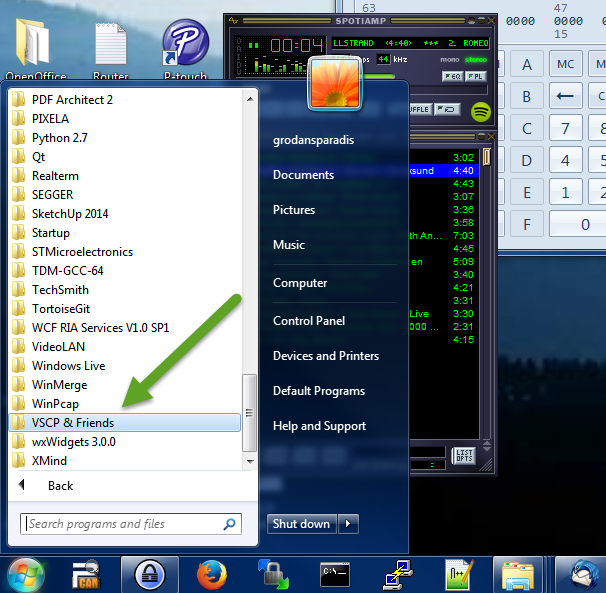 63
47
0000
0000
0000
15
OpenOffice
Router
P-touch
SPOTIAMP
00:04
LLSTRAND <4:40> *** 2. ROMEO
44 kHz
mono
stereo
EQ
PL
A
MC
B
←
C
7
8
D
4
5
E
1
2
F
0
PDF Architect 2
PIXELA
Python 2.7
Qt
Realterm
SEGGER
SketchUp 2014
Startup
STMicroelectronics
TDM-GCC-64
TechSmith
TortoiseGit
WCF RIA Services V1.0 SP1
VideoLAN
Windows Live
WinMerge
WinPcap
VSCP & Friends
wxWidgets 3.0.0
XMind
Back
Search programs and files
grodansparadis
Documents
Pictures
Music
Computer
Control Panel
Devices and Printers
Default Programs
Help and Support
Shut down
3:02
4:40
4:43
3:07
3:36
3:58
th An... 7:03
4:45
en 5:09
3:40
4:21
3:31
Live 3:30
000 ... 2:31
4:15
LIST
OPTS
CAN
C:\_